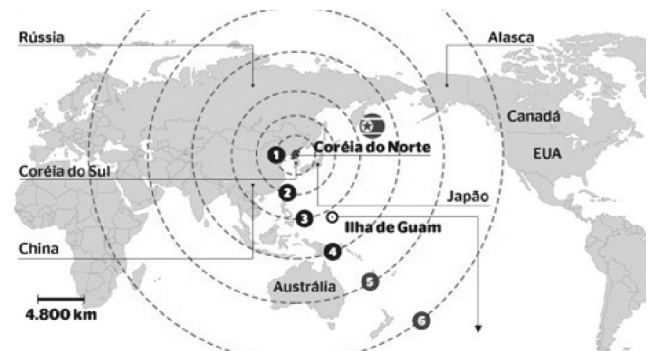 Rússia
Alasca
Canadá
EUA
1
Coréia do Norte
Coréia do Sul
2
Japão
3
Ilha de Guam
China
4
Austrália
5
4.800 km
6